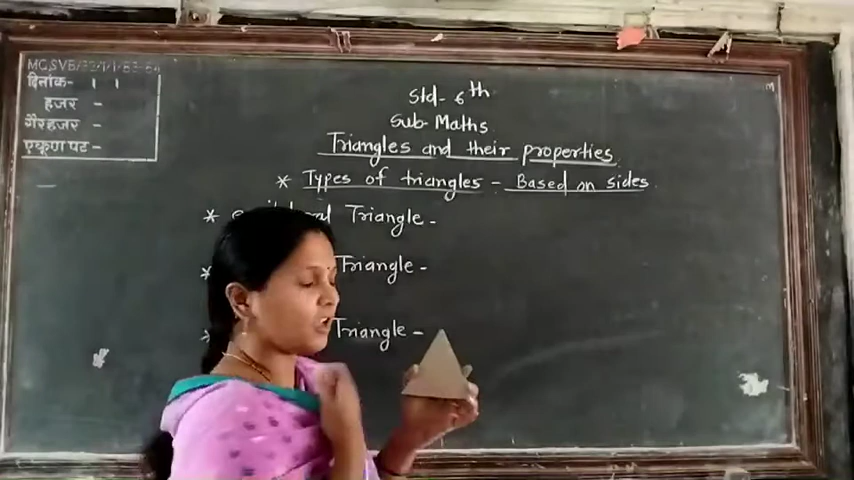 दिनांक- । ।
हजर -
गैरहजर -
एकूण पट -
Std - 6th
Sub - Maths
Triangles and their properties
* Types of triangles - Based on sides
* Triangle -
* Triangle -
* Triangle -